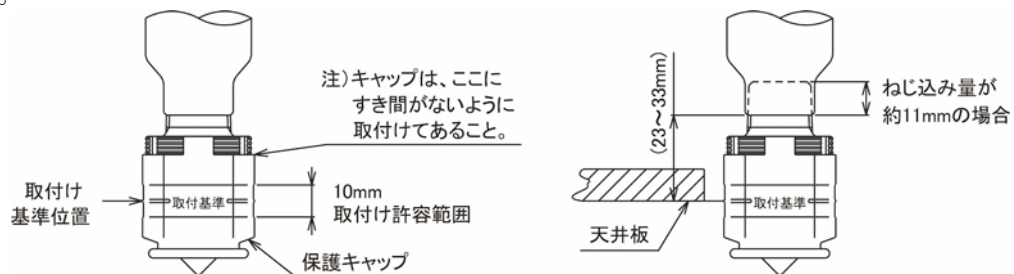 注)キャップは、ここに
すき間がないように
取付けてあること。
取付け
基準位置
取付基準
10mm
取付け許容範囲
保護キャップ
(23~33mm)
ねじ込み量が
約11mmの場合
取付基準
天井板